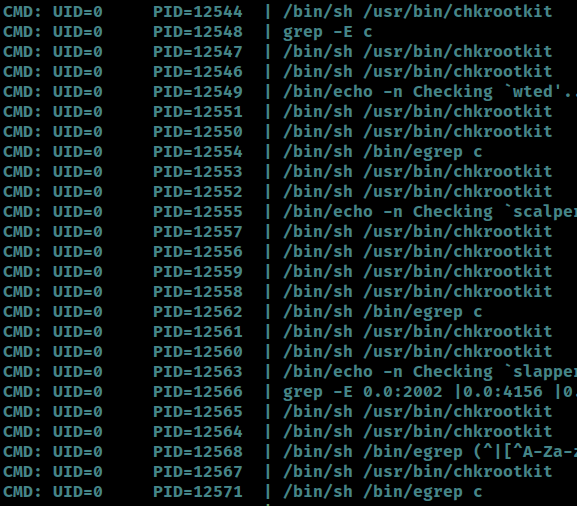 CMD: UID=0 PID=12544 | /bin/sh /usr/bin/chkrootkit
CMD: UID=0 PID=12548 | grep -E c
CMD: UID=0 PID=12547 | /bin/sh /usr/bin/chkrootkit
CMD: UID=0 PID=12546 | /bin/sh /usr/bin/chkrootkit
CMD: UID=0 PID=12549 | /bin/echo -n Checking `wted'..
CMD: UID=0 PID=12551 | /bin/sh /usr/bin/chkrootkit
CMD: UID=0 PID=12550 | /bin/sh /usr/bin/chkrootkit
CMD: UID=0 PID=12554 | /bin/sh /bin/egrep c
CMD: UID=0 PID=12553 | /bin/sh /usr/bin/chkrootkit
CMD: UID=0 PID=12552 | /bin/sh /usr/bin/chkrootkit
CMD: UID=0 PID=12555 | /bin/echo -n Checking `scalper
CMD: UID=0 PID=12557 | /bin/sh /usr/bin/chkrootkit
CMD: UID=0 PID=12556 | /bin/sh /usr/bin/chkrootkit
CMD: UID=0 PID=12559 | /bin/sh /usr/bin/chkrootkit
CMD: UID=0 PID=12558 | /bin/sh /usr/bin/chkrootkit
CMD: UID=0 PID=12562 | /bin/sh /bin/egrep c
CMD: UID=0 PID=12561 | /bin/sh /usr/bin/chkrootkit
CMD: UID=0 PID=12560 | /bin/sh /usr/bin/chkrootkit
CMD: UID=0 PID=12563 | /bin/echo -n Checking `slapper
CMD: UID=0 PID=12566 | grep -E 0.0:2002 |0.0:4156 |0.
CMD: UID=0 PID=12565 | /bin/sh /usr/bin/chkrootkit
CMD: UID=0 PID=12564 | /bin/sh /usr/bin/chkrootkit
CMD: UID=0 PID=12568 | /bin/sh /bin/egrep (^|[^A-Za-z
CMD: UID=0 PID=12567 | /bin/sh /usr/bin/chkrootkit
CMD: UID=0 PID=12571 | /bin/sh /bin/egrep c